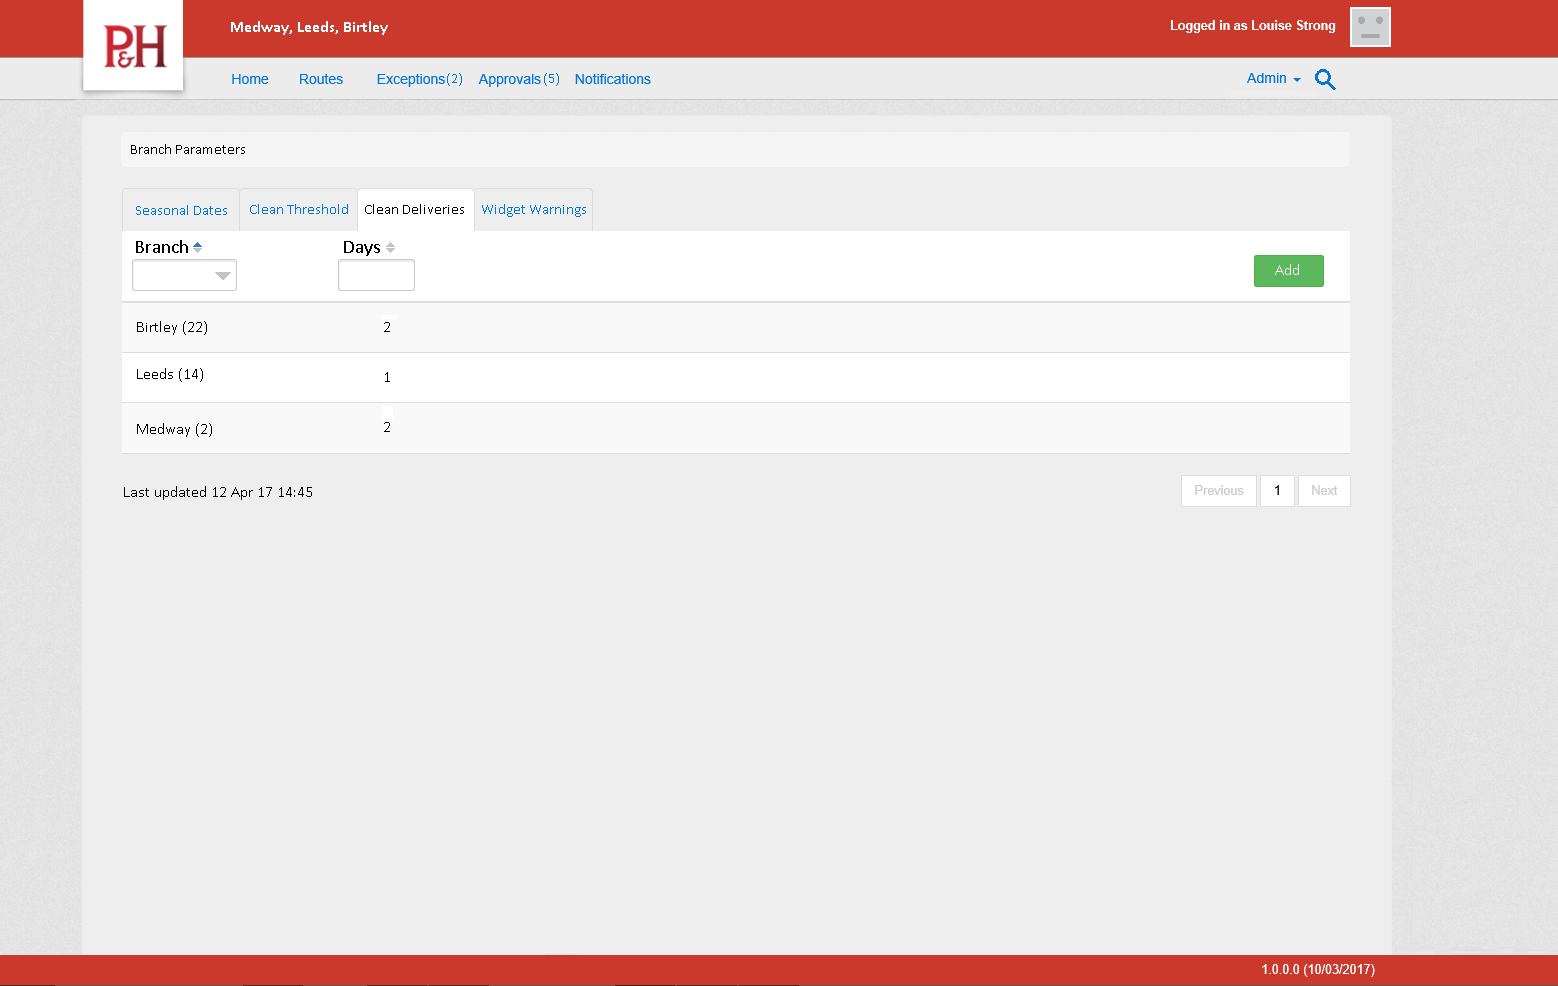 P&H
Medway, Leeds, Birtley
Logged in as Louise Strong
Home Routes Exceptions(2) Approvals(5) Notifications
Admin
Branch Parameters
Seasonal Dates Clean Threshold Clean Deliveries Widget Warnings
Branch Days
Add
Birtley (22) 2
Leeds (14) 1
Medway (2) 2
Last updated 12 Apr 17 14:45
Previous 1 Next
1.0.0.0 (10/03/2017)